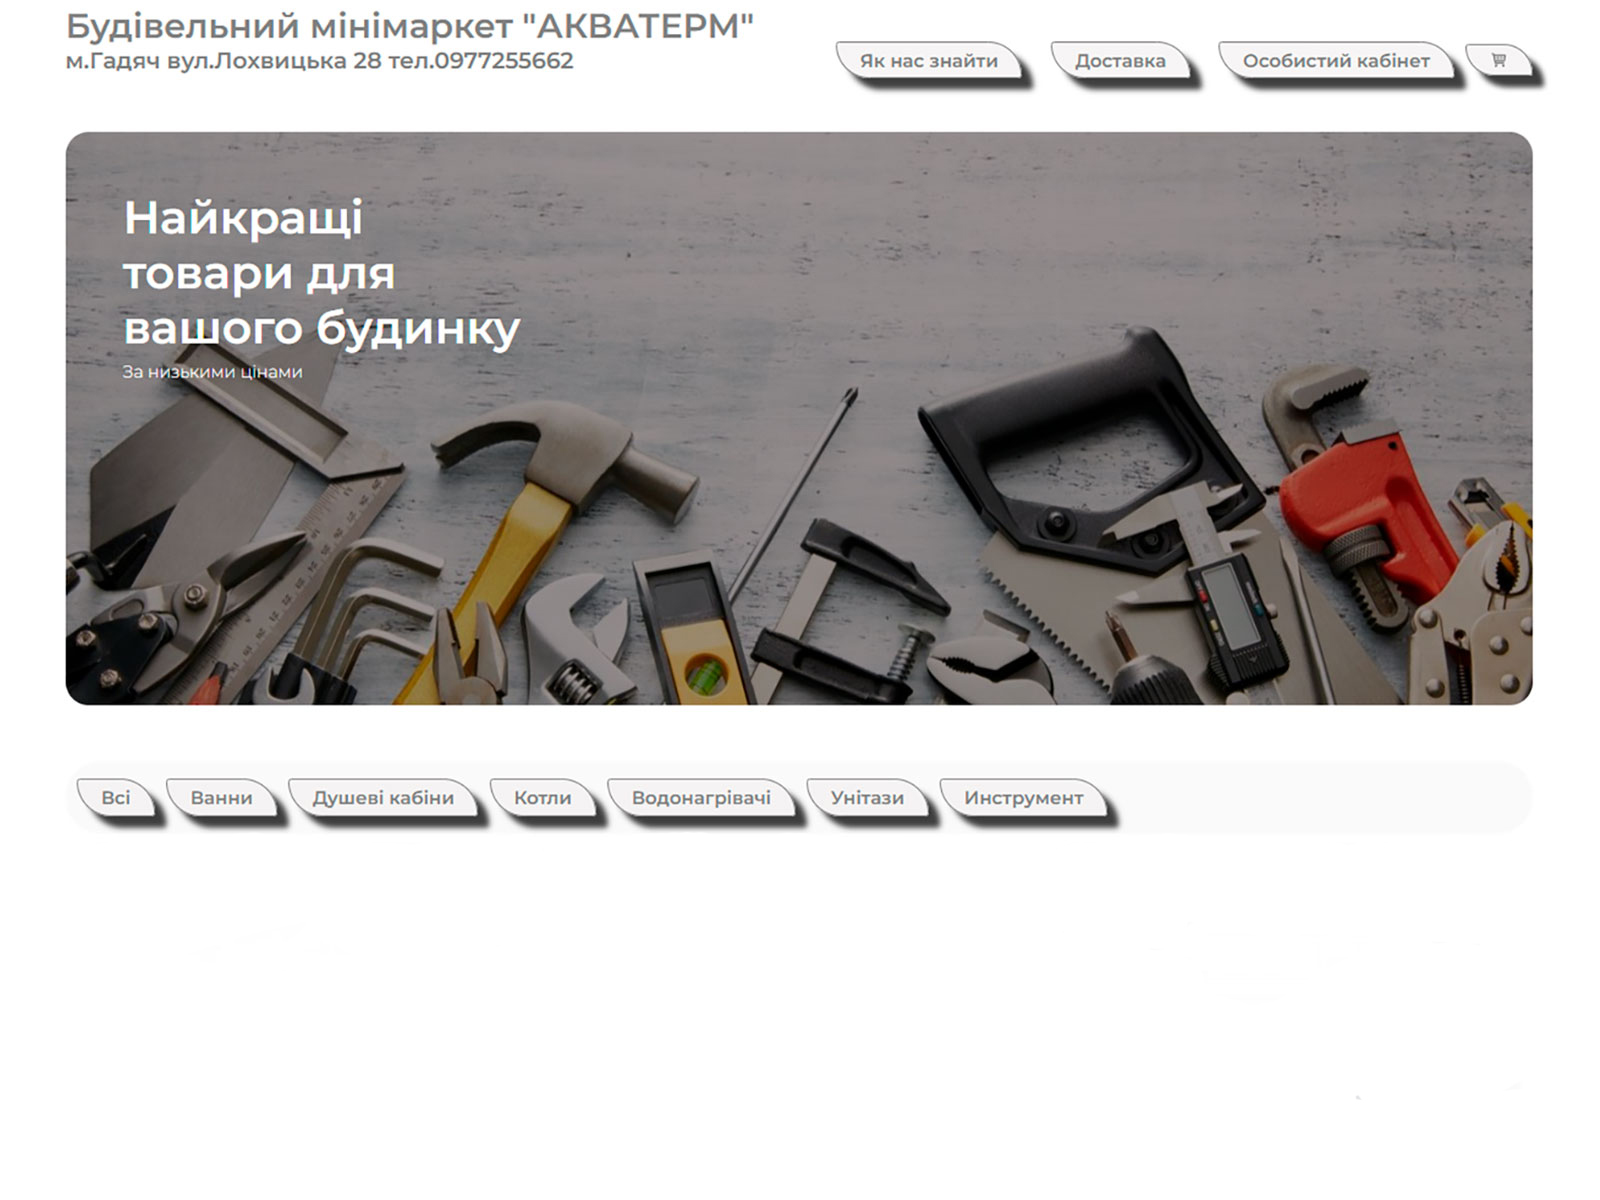 Будівельний мінімаркет "АКВАТЕРМ"
м.Гадяч вул.Лохвицька 28 тел.0977255662
Як нас знайти
Доставка
Особистий кабінет
Найкращі
товари для
вашого будинку
За низькими цінами
Всі
Ванни
Душеві кабіни
Котли
Водонагрівачі
Унітази
Инструмент